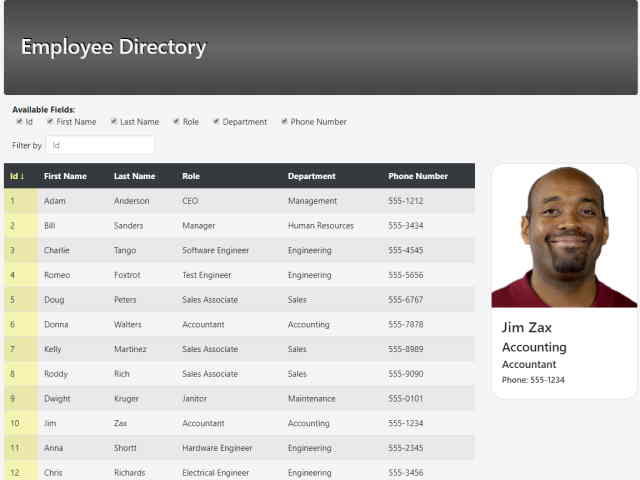 Employee Directory
Available Fields:
Id First Name Last Name Role Department Phone Number
Filter by Id
Id ↓ First Name Last Name Role Department Phone Number
1 Adam Anderson CEO Management 555-1212
2 Bill Sanders Manager Human Resources 555-3434
3 Charlie Tango Software Engineer Engineering 555-4545
4 Romeo Foxtrot Test Engineer Engineering 555-5656
5 Doug Peters Sales Associate Sales 555-6767
6 Donna Walters Accountant Accounting 555-7878
7 Kelly Martinez Sales Associate Sales 555-8989
8 Roddy Rich Sales Associate Sales 555-9090
9 Dwight Kruger Janitor Maintenance 555-0101
10 Jim Zax Accountant Accounting 555-1234
11 Anna Shortt Hardware Engineer Engineering 555-2345
12 Chris Richards Electrical Engineer Engineering 555-3456
Jim Zax
Accounting
Accountant
Phone: 555-1234